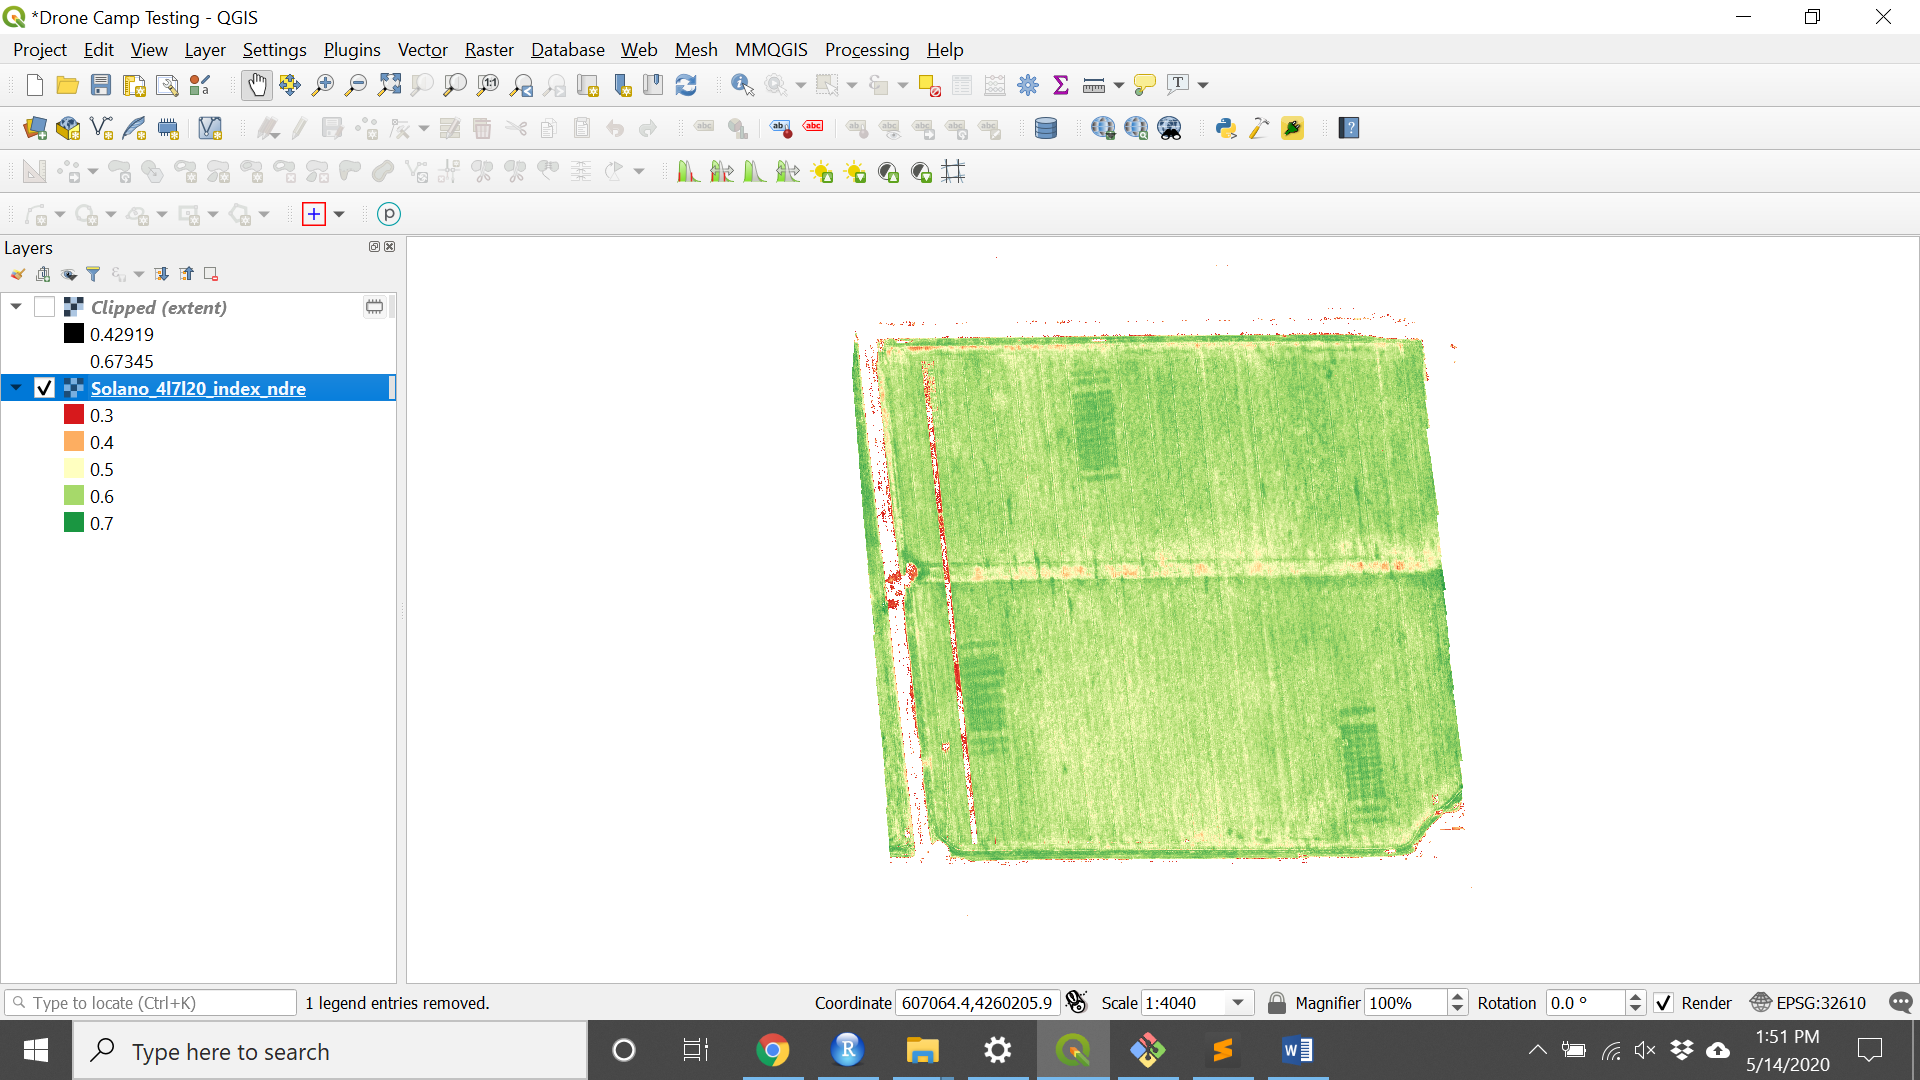 *Drone Camp Testing - QGIS
Project Edit View Layer Settings Plugins Vector Raster Database Web Mesh MMQGIS Processing Help
Layers
Clipped (extent)
0.42919
0.67345
Solano_4l7l20_index_ndre
0.3
0.4
0.5
0.6
0.7
Type to locate (Ctrl+K) 1 legend entries removed. Coordinate 607064.4,4260205.9 Scale 1:4040 Magnifier 100% Rotation 0.0 ° Render EPSG:32610
Type here to search
1:51 PM
5/14/2020